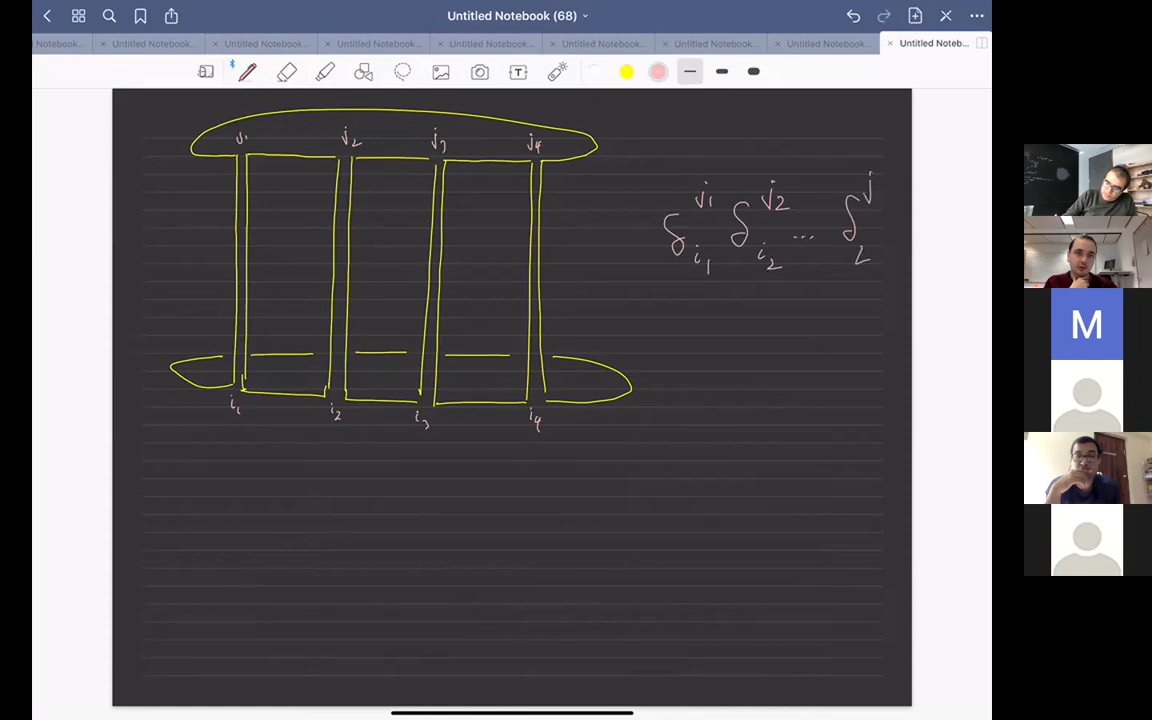 Untitled Notebook (68)
Notebook... Untitled Notebook... Untitled Notebook... Untitled Notebook... Untitled Notebook... Untitled Notebook... Untitled Notebook... Untitled Notebook... Untitled Noteb...
T
j₂ j₃ j₄
δ^{j₁}_{i₁} δ^{j₂}_{i₂} ... δ^{j}_{2}
M
i₁ i₂ i₃ i₄